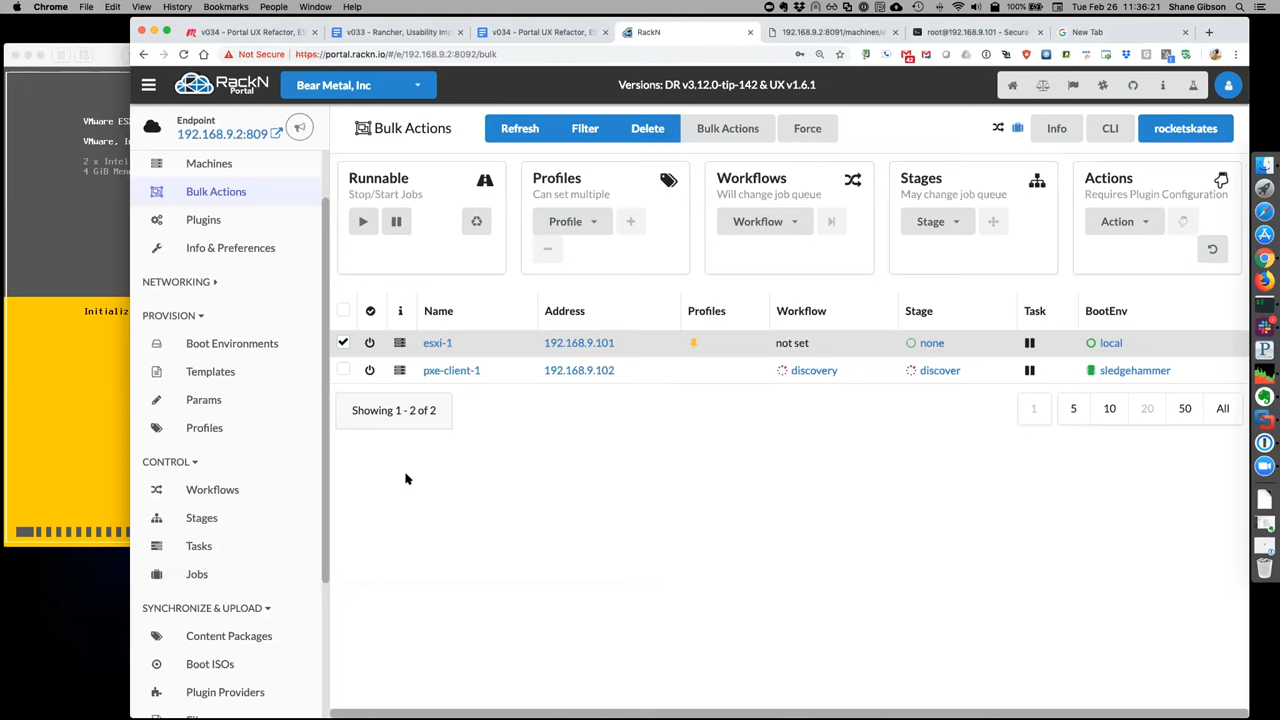 Chrome File Edit View History Bookmarks People Window Help
100% Tue Feb 26 11:36:21 Shane Gibson
v034 - Portal UX Refactor, ES
v033 - Rancher, Usability Imp
v034 - Portal UX Refactor, ES
RackN
192.168.9.2:8091/machines/e
root@192.168.9.101 - Secure
New Tab
Not Secure https://portal.rackn.io/#/e/192.168.9.2:8092/bulk
42
VMware ES
VMware, In
2 x Intel
4 GiB Mem
Initializ
RackN
Portal
Bear Metal, Inc
Versions: DR v3.12.0-tip-142 & UX v1.6.1
Endpoint
192.168.9.2:809
Bulk Actions
Refresh
Filter
Delete
Bulk Actions
Force
Info
CLI
rocketskates
Machines
Bulk Actions
Plugins
Info & Preferences
NETWORKING
PROVISION
Boot Environments
Templates
Params
Profiles
CONTROL
Workflows
Stages
Tasks
Jobs
SYNCHRONIZE & UPLOAD
Content Packages
Boot ISOs
Plugin Providers
Runnable
Stop/Start Jobs
Profiles
Can set multiple
Profile
Workflows
Will change job queue
Workflow
Stages
May change job queue
Stage
Actions
Requires Plugin Configuration
Action
Name Address Profiles Workflow Stage Task BootEnv
esxi-1 192.168.9.101 not set none local
pxe-client-1 192.168.9.102 discovery discover sledgehammer
Showing 1 - 2 of 2
1 5 10 20 50 All